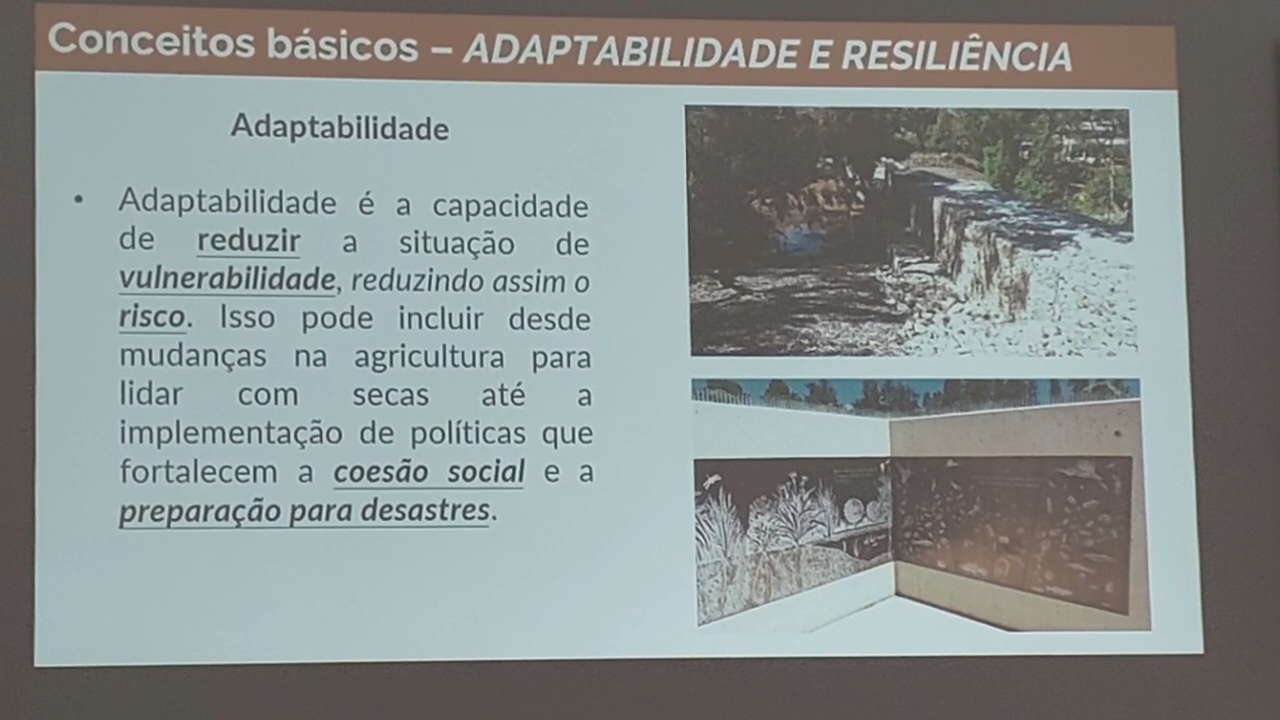 Conceitos básicos – ADAPTABILIDADE E RESILIÊNCIA
Adaptabilidade
• Adaptabilidade é a capacidade
de reduzir a situação de
vulnerabilidade, reduzindo assim o
risco. Isso pode incluir desde
mudanças na agricultura para
lidar com secas até a
implementação de políticas que
fortalecem a coesão social e a
preparação para desastres.